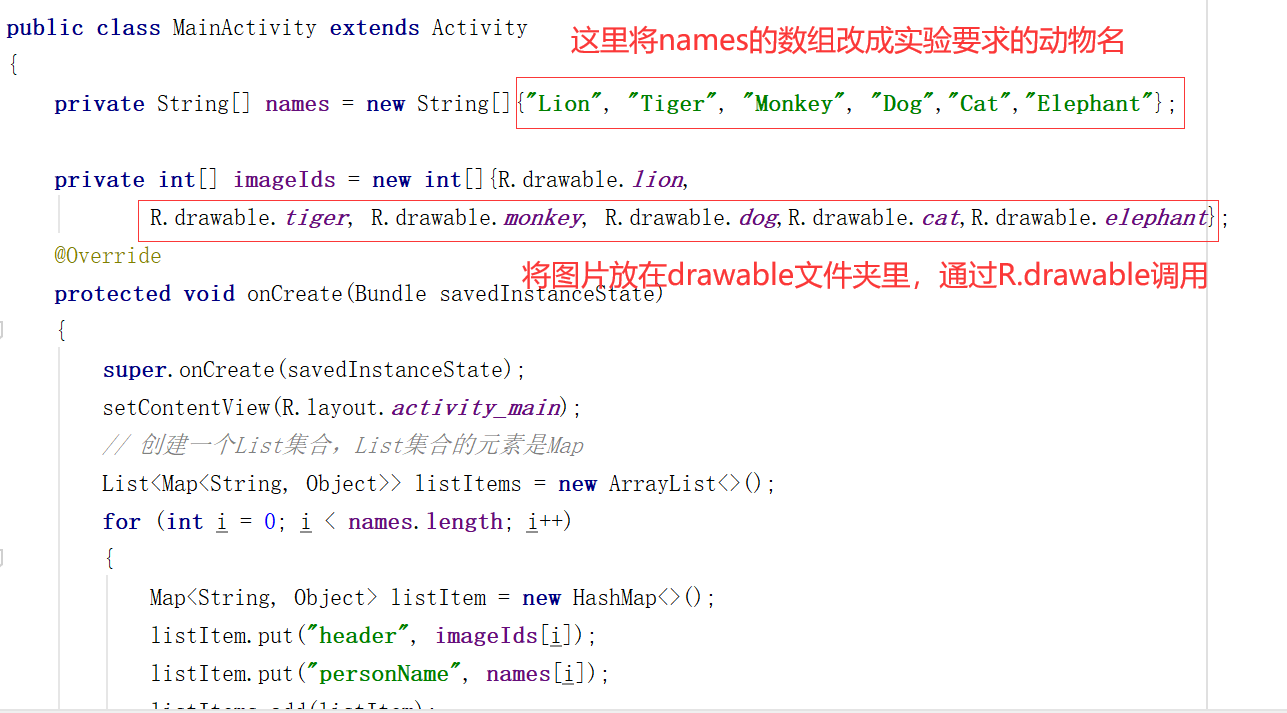 public class MainActivity extends Activity
这里将names的数组改成实验要求的动物名
{
private String[] names = new String[]{"Lion", "Tiger", "Monkey", "Dog","Cat","Elephant"};
private int[] imageIds = new int[]{R.drawable.lion,
R.drawable.tiger, R.drawable.monkey, R.drawable.dog,R.drawable.cat,R.drawable.elephant};
@Override
将图片放在drawable文件夹里，通过R.drawable调用
protected void onCreate(Bundle savedInstanceState)
{
super.onCreate(savedInstanceState);
setContentView(R.layout.activity_main);
// 创建一个List集合，List集合的元素是Map
List<Map<String, Object>> listItems = new ArrayList<>();
for (int i = 0; i < names.length; i++)
{
Map<String, Object> listItem = new HashMap<>();
listItem.put("header", imageIds[i]);
listItem.put("personName", names[i]);
listItems.add(listItem);